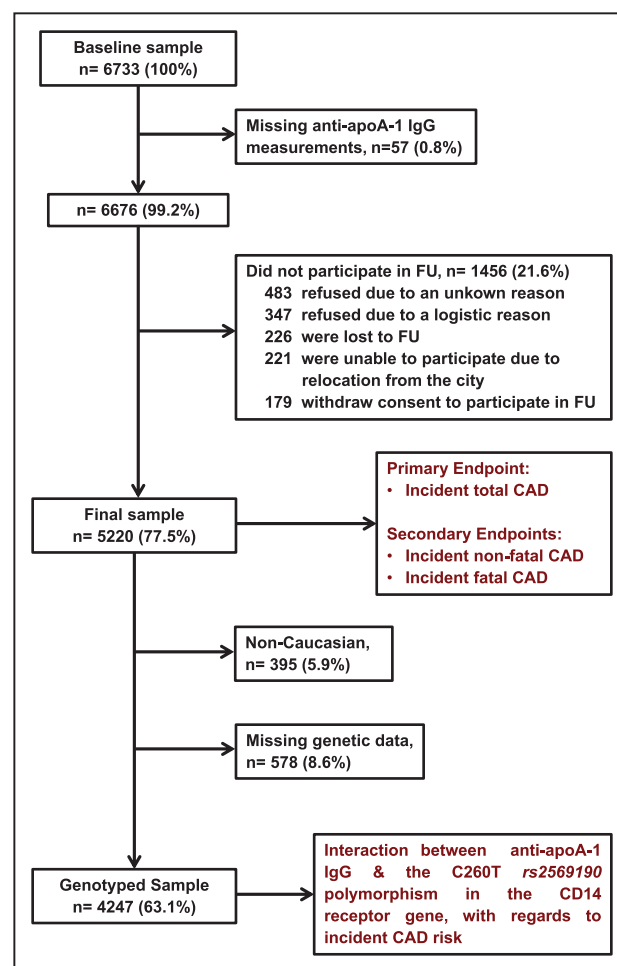 Baseline sample
n= 6733 (100%)
Missing anti-apoA-1 IgG
measurements, n=57 (0.8%)
n= 6676 (99.2%)
Did not participate in FU, n= 1456 (21.6%)
483 refused due to an unkown reason
347 refused due to a logistic reason
226 were lost to FU
221 were unable to participate due to
relocation from the city
179 withdraw consent to participate in FU
Primary Endpoint:
• Incident total CAD
Secondary Endpoints:
• Incident non-fatal CAD
• Incident fatal CAD
Final sample
n= 5220 (77.5%)
Non-Caucasian,
n= 395 (5.9%)
Missing genetic data,
n= 578 (8.6%)
Genotyped Sample
n= 4247 (63.1%)
Interaction between anti-apoA-1
IgG & the C260T rs2569190
polymorphism in the CD14
receptor gene, with regards to
incident CAD risk